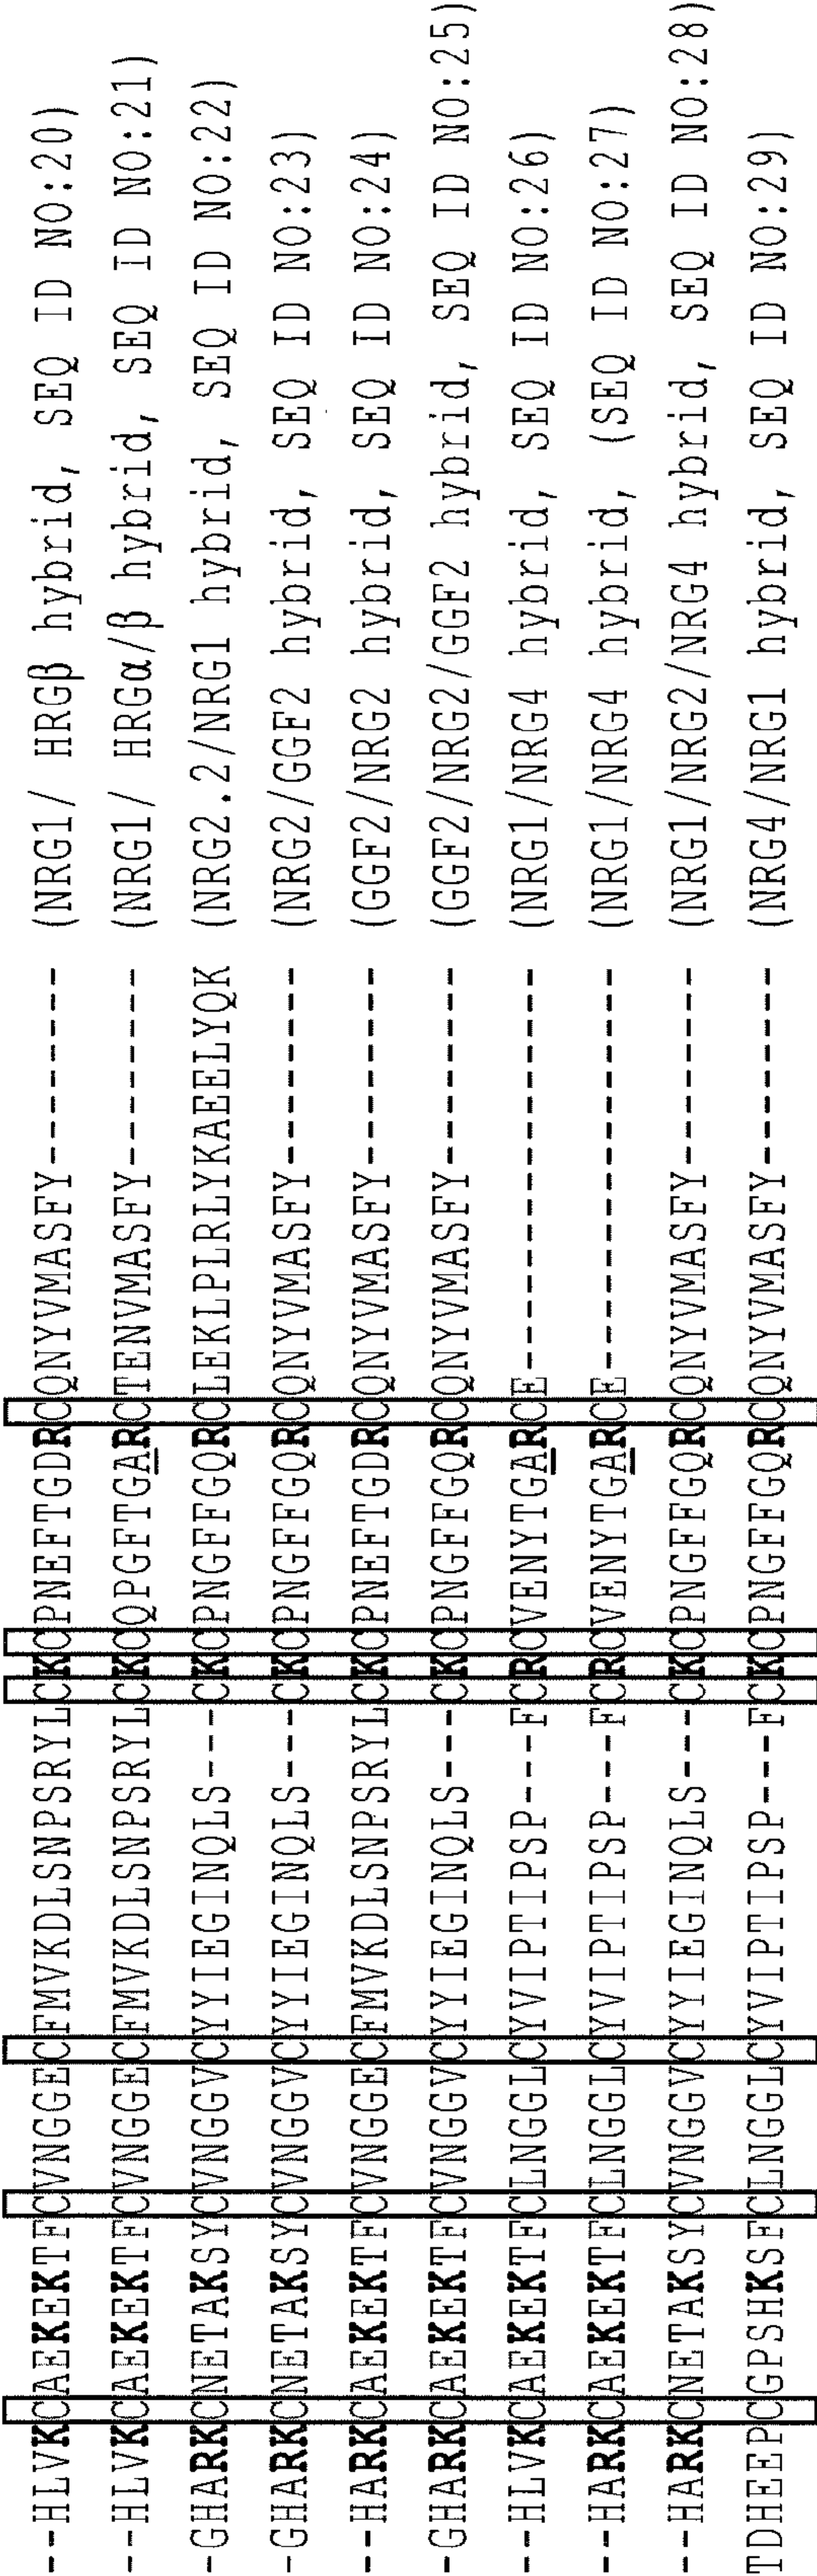 --HLVKCAEKEKTFCVNGGECFMVKDLSNPSRYLCKCPNEFTGDRCQNYVMASFY--------- (NRG1/ HRGβ hybrid, SEQ ID NO:20)
--HLVKCAEKEKTFCVNGGECFMVKDLSNPSRYLCKCQPGFTGARCTENVMASFY--------- (NRG1/ HRGα/β hybrid, SEQ ID NO:21)
-GHARKCNETAKSYCVNGGVCYYIEGINQLS---CKCPNGFFGQRCLEKLPLRLYKAEELYQK (NRG2.2/NRG1 hybrid, SEQ ID NO:22)
-GHARKCNETAKSYCVNGGVCYYIEGINQLS---CKCPNGFFGQRCQNYVMASFY--------- (NRG2/GGF2 hybrid, SEQ ID NO:23)
--HARKCAEKEKTFCVNGGECFMVKDLSNPSRYLCKCPNEFTGDRCQNYVMASFY--------- (GGF2/NRG2 hybrid, SEQ ID NO:24)
-GHARKCAEKEKTFCVNGGVCYYIEGINQLS---CKCPNGFFGQRCQNYVMASFY--------- (GGF2/NRG2/GGF2 hybrid, SEQ ID NO:25)
--HLVKCAEKEKTFCLNGGLCYVIPTIPSP---FCRCVENYTGARCE------------------ (NRG1/NRG4 hybrid, SEQ ID NO:26)
--HARKCAEKEKTFCLNGGLCYVIPTIPSP---FCRCVENYTGARCE------------------ (NRG1/NRG4 hybrid, (SEQ ID NO:27)
--HARKCNETAKSYCVNGGVCYYIEGINQLS---CKCPNGFFGQRCQNYVMASFY--------- (NRG1/NRG2/NRG4 hybrid, SEQ ID NO:28)
TDHEEPCGPSHKSFCLNGGLCYVIPTIPSP---FCKCPNGFFGQRCQNYVMASFY--------- (NRG4/NRG1 hybrid, SEQ ID NO:29)